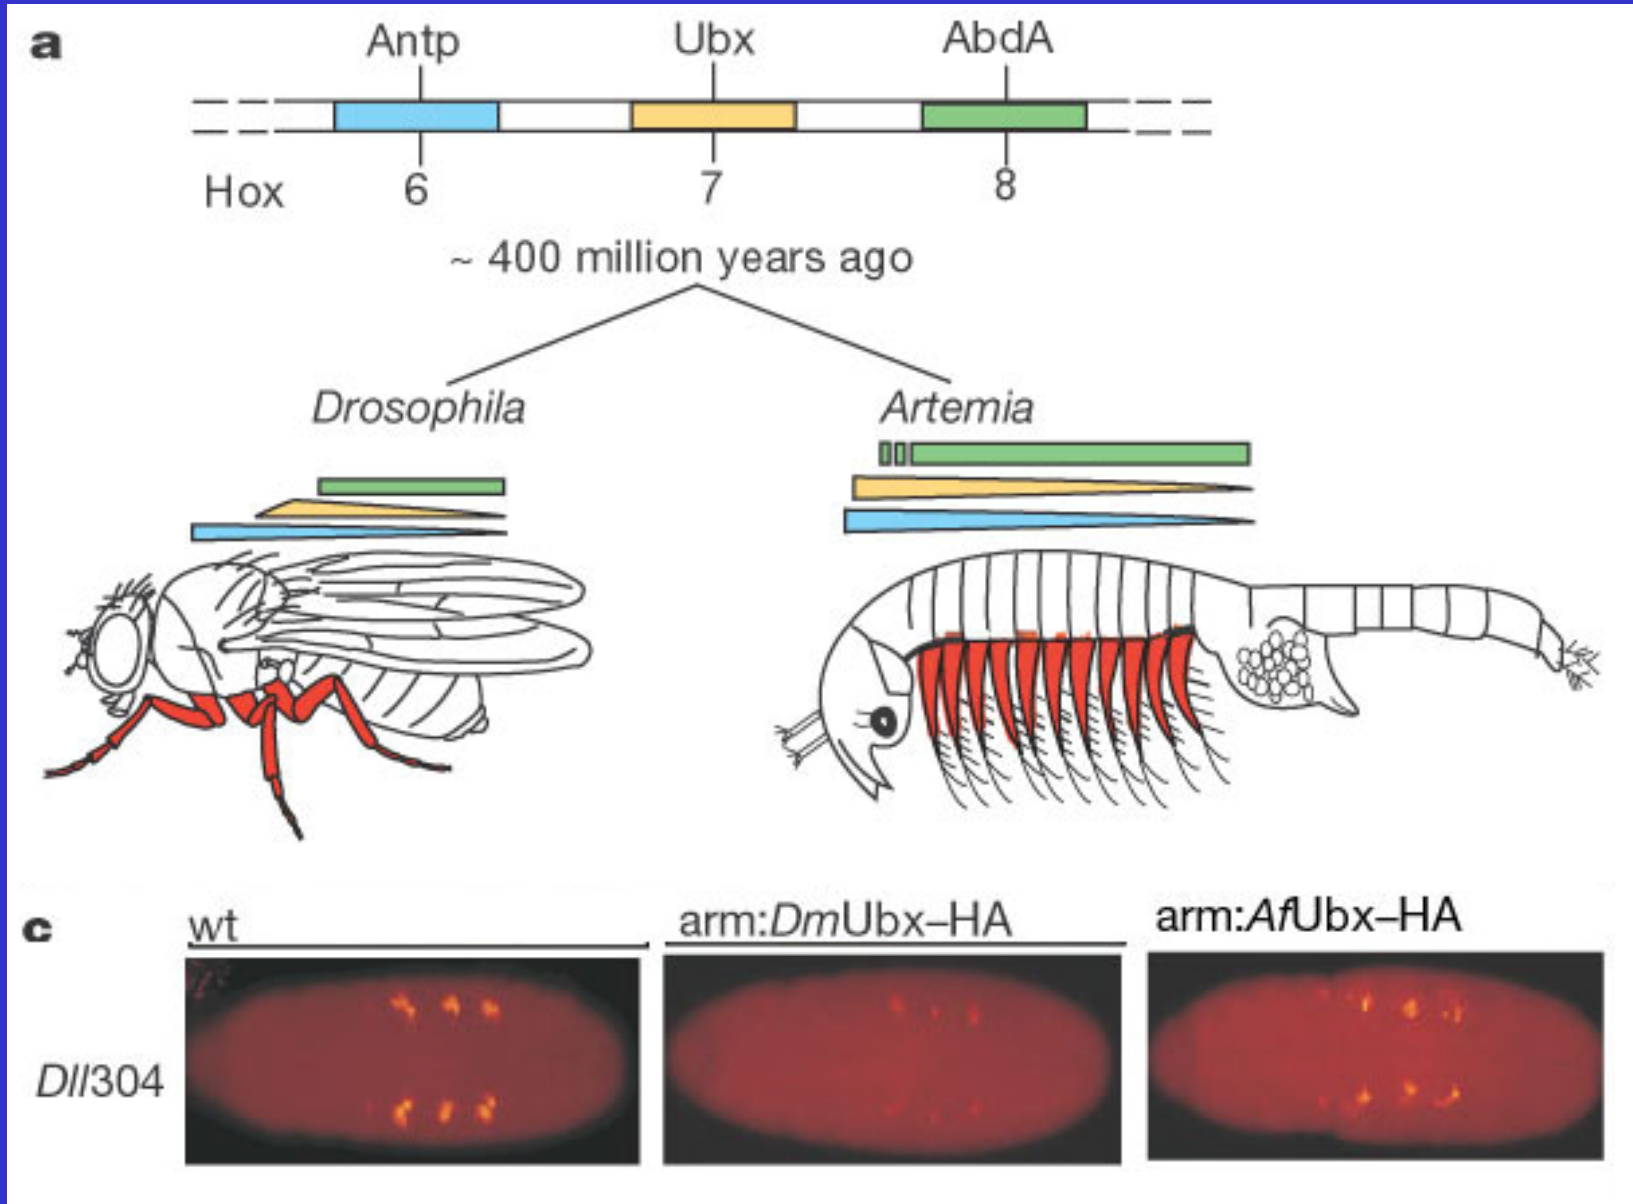 a
Antp Ubx AbdA
Hox 6 7 8
~ 400 million years ago
Drosophila Artemia
c
wt arm:DmUbx–HA arm:AfUbx–HA
Dll304